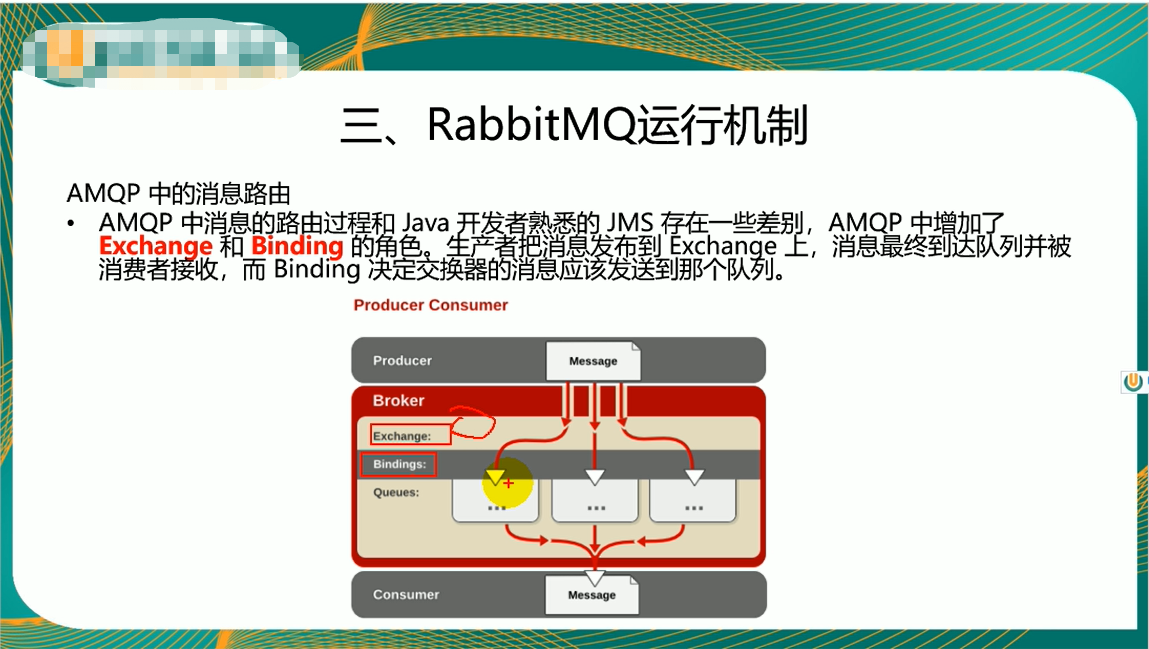 三、RabbitMQ运行机制
AMQP 中的消息路由
• AMQP 中消息的路由过程和 Java 开发者熟悉的 JMS 存在一些差别，AMQP 中增加了
Exchange 和 Binding 的角色。生产者把消息发布到 Exchange 上，消息最终到达队列并被
消费者接收，而 Binding 决定交换器的消息应该发送到那个队列。
Producer Consumer
Producer
Message
Broker
Exchange:
Bindings:
Queues:
... ... ...
Consumer
Message